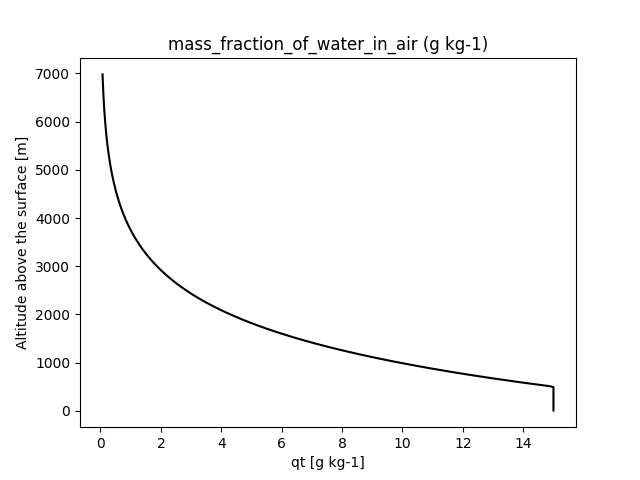 mass_fraction_of_water_in_air (g kg-1)
Altitude above the surface [m]
7000
6000
5000
4000
3000
2000
1000
0
0 2 4 6 8 10 12 14
qt [g kg-1]